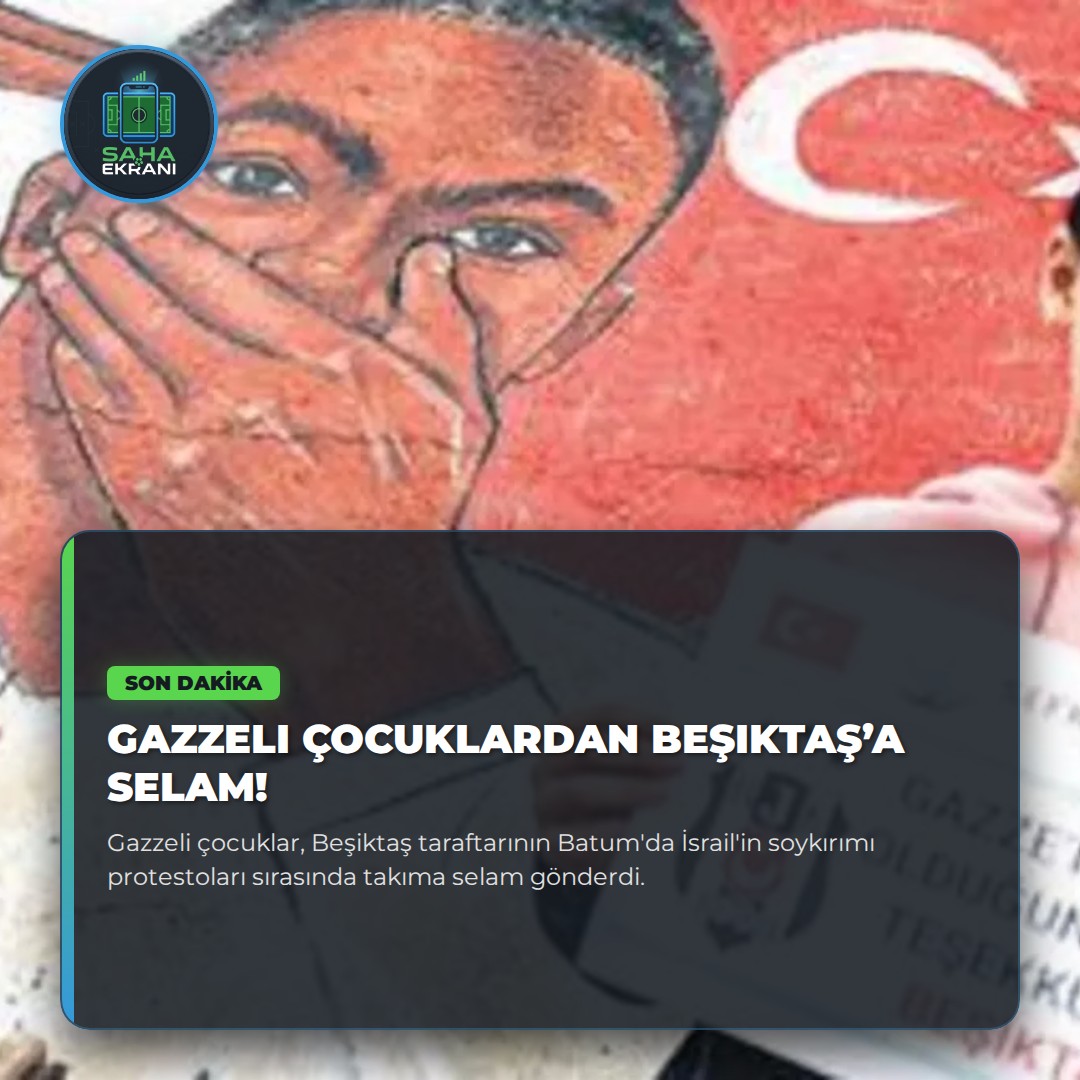 SAHA
EKRANI
SON DAKİKA
GAZZELI ÇOCUKLARDAN BEŞIKTAŞ’A
SELAM!
Gazzeli çocuklar, Beşiktaş taraftarının Batum'da İsrail'in soykırımı
protestoları sırasında takıma selam gönderdi.